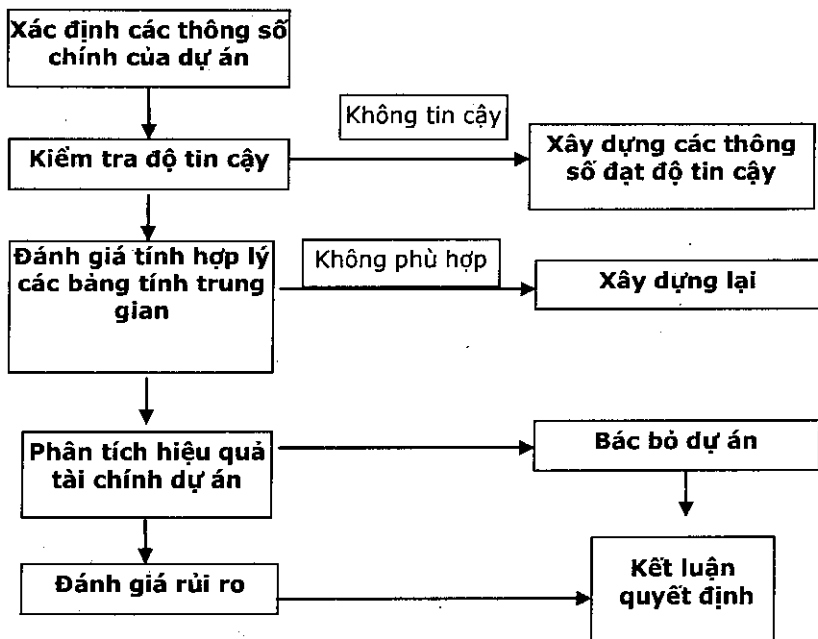 Xác định các thông số
chính của dự án
Không tin cậy
Kiểm tra độ tin cậy
Xây dựng các thông
số đạt độ tin cậy
Đánh giá tính hợp lý
các bảng tính trung
gian
Không phù hợp
Xây dựng lại
Phân tích hiệu quả
tài chính dự án
Bác bỏ dự án
Đánh giá rủi ro
Kết luận
quyết định